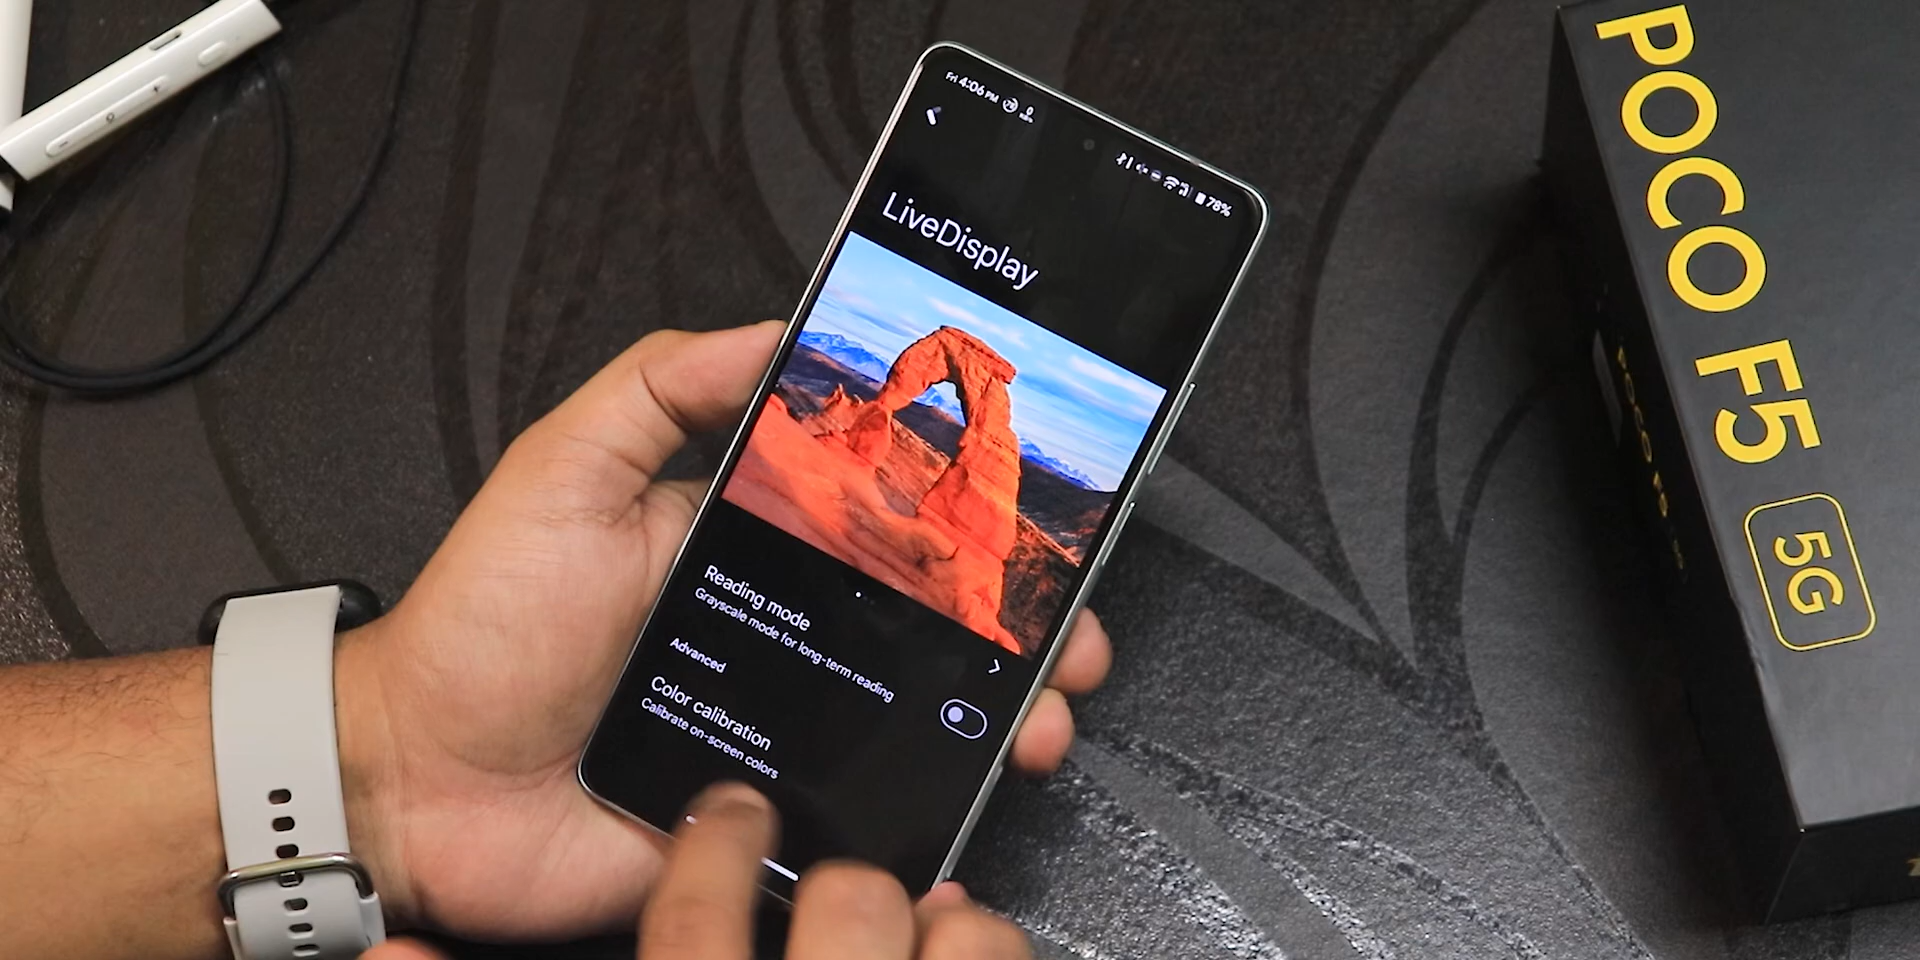 Fri 4:06 PM
78%
LiveDisplay
Reading mode
Grayscale mode for long-term reading
Advanced
Color calibration
Calibrate on-screen colors
POCO F5
5G